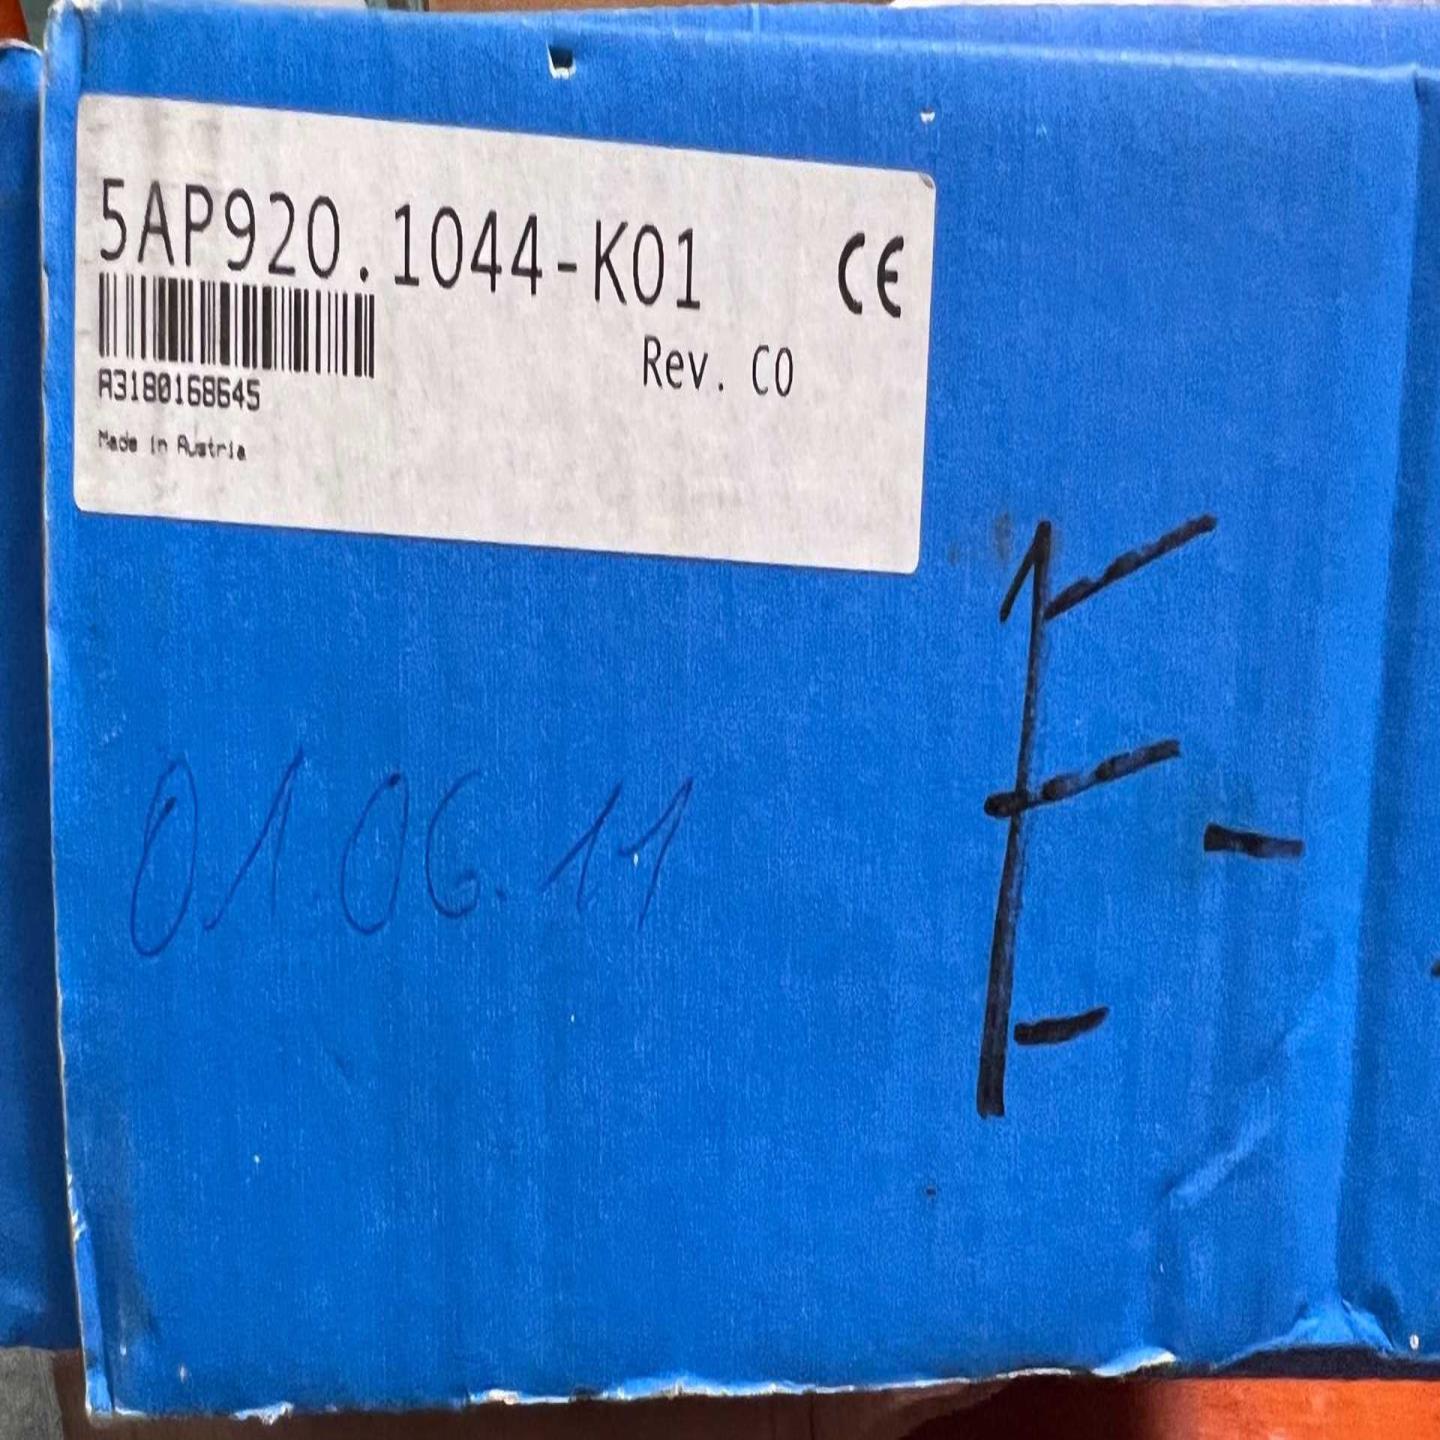 5AP920.1044-K01
CE
Rev. C0
A3180168645
Made in Austria
01.06.11
E-